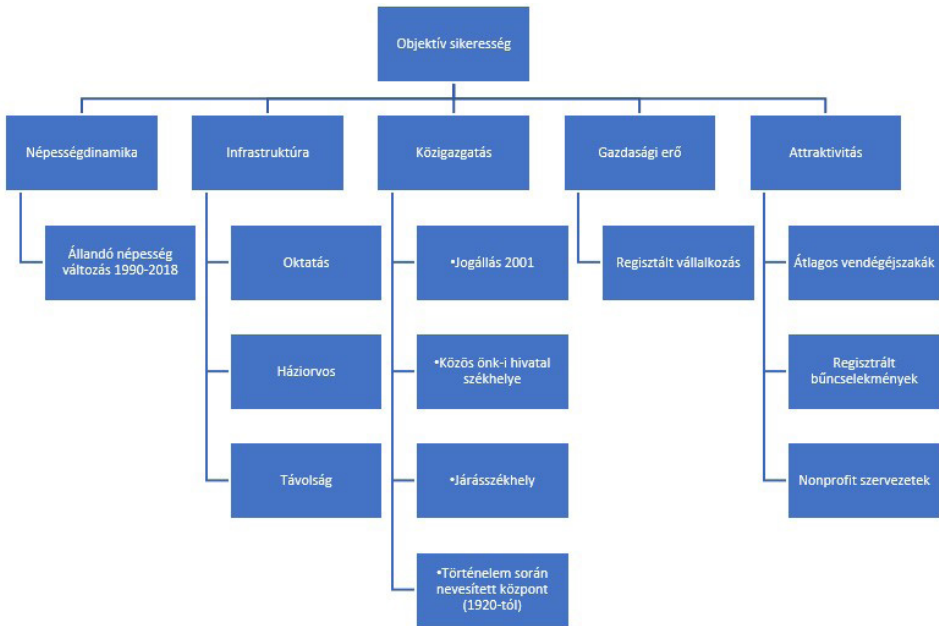 Objektív sikeresség
Népességdinamika
Infrastruktúra
Közigazgatás
Gazdasági erő
Attraktivitás
Állandó népesség
változás 1990-2018
Oktatás
•Jogállás 2001
Regisztált vállalkozás
Átlagos vendégéjszakák
Háziorvos
•Közös önk-i hivatal
székhelye
Regisztrált
bűncselekmények
Távolság
•Járásszékhely
Nonprofit szervezetek
•Történelem során
nevesített központ
(1920-tól)